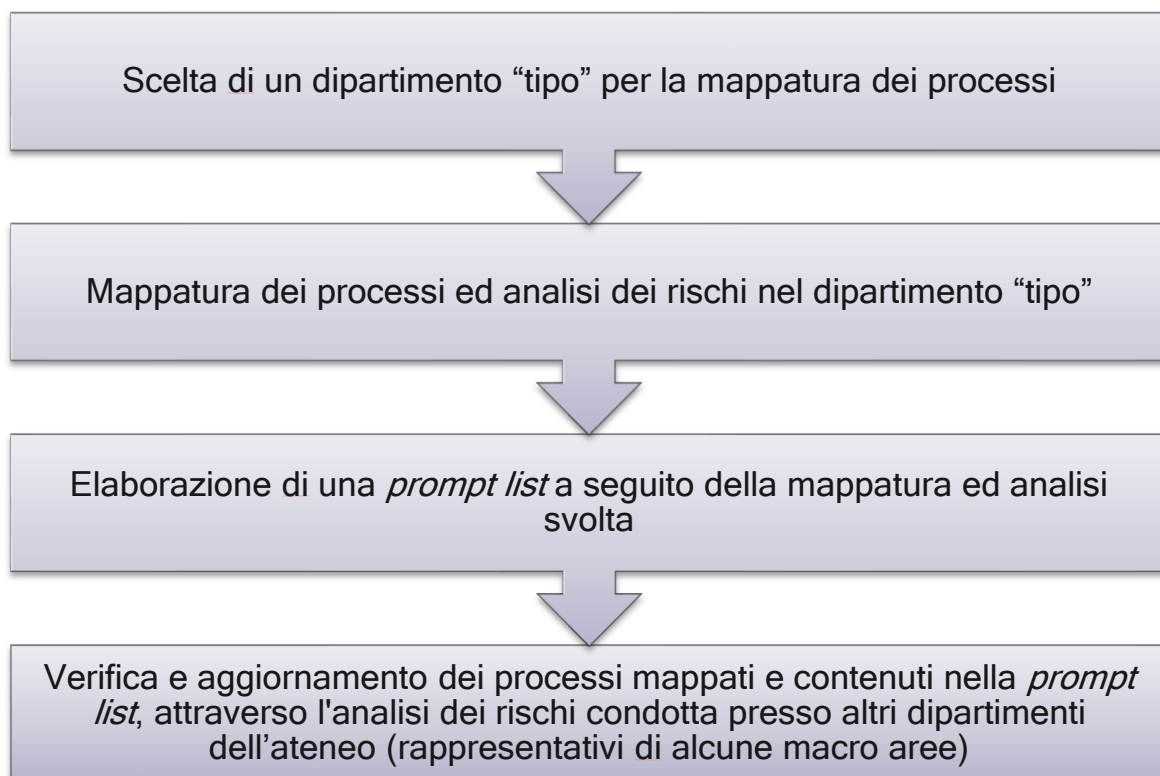 Scelta di un dipartimento “tipo” per la mappatura dei processi
Mappatura dei processi ed analisi dei rischi nel dipartimento “tipo”
Elaborazione di una prompt list a seguito della mappatura ed analisi
svolta
Verifica e aggiornamento dei processi mappati e contenuti nella prompt
list, attraverso l'analisi dei rischi condotta presso altri dipartimenti
dell’ateneo (rappresentativi di alcune macro aree)